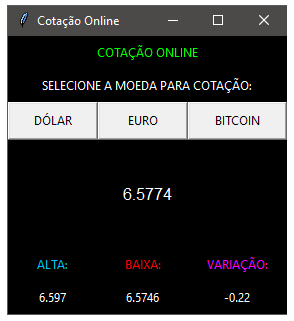 Cotação Online
COTAÇÃO ONLINE
SELECIONE A MOEDA PARA COTAÇÃO:
DÓLAR EURO BITCOIN
6.5774
ALTA: BAIXA: VARIAÇÃO:
6.597 6.5746 -0.22